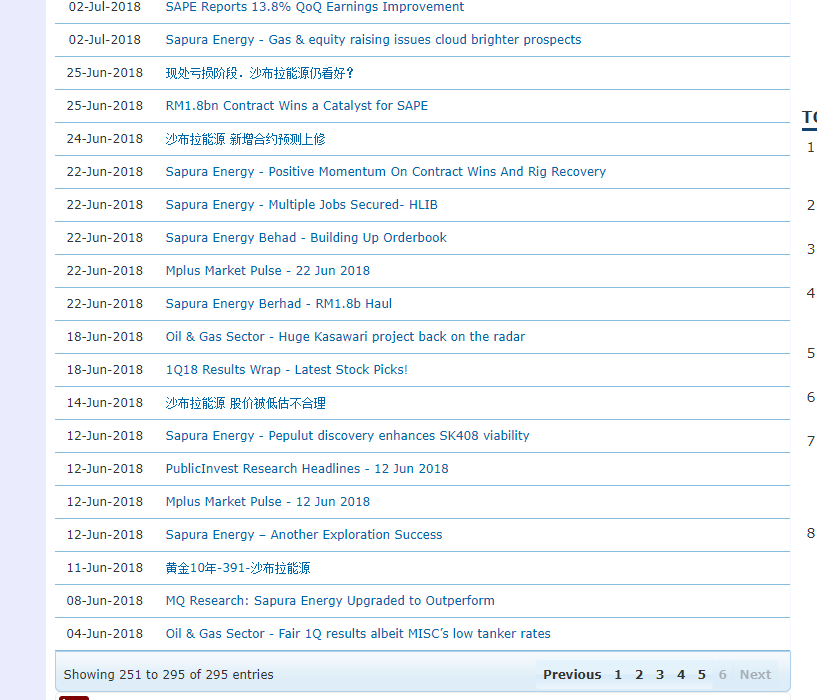 02-Jul-2018 SAPE Reports 13.8% QoQ Earnings Improvement
02-Jul-2018 Sapura Energy - Gas & equity raising issues cloud brighter prospects
25-Jun-2018 现处亏损阶段．沙布拉能源仍看好？
25-Jun-2018 RM1.8bn Contract Wins a Catalyst for SAPE
24-Jun-2018 沙布拉能源 新增合约预测上修
22-Jun-2018 Sapura Energy - Positive Momentum On Contract Wins And Rig Recovery
22-Jun-2018 Sapura Energy - Multiple Jobs Secured- HLIB
22-Jun-2018 Sapura Energy Behad - Building Up Orderbook
22-Jun-2018 Mplus Market Pulse - 22 Jun 2018
22-Jun-2018 Sapura Energy Berhad - RM1.8b Haul
18-Jun-2018 Oil & Gas Sector - Huge Kasawari project back on the radar
18-Jun-2018 1Q18 Results Wrap - Latest Stock Picks!
14-Jun-2018 沙布拉能源 股价被低估不合理
12-Jun-2018 Sapura Energy - Pepulut discovery enhances SK408 viability
12-Jun-2018 PublicInvest Research Headlines - 12 Jun 2018
12-Jun-2018 Mplus Market Pulse - 12 Jun 2018
12-Jun-2018 Sapura Energy – Another Exploration Success
11-Jun-2018 黄金10年-391-沙布拉能源
08-Jun-2018 MQ Research: Sapura Energy Upgraded to Outperform
04-Jun-2018 Oil & Gas Sector - Fair 1Q results albeit MISC’s low tanker rates
Showing 251 to 295 of 295 entries Previous 1 2 3 4 5 6 Next
1
2
3
4
5
6
7
8